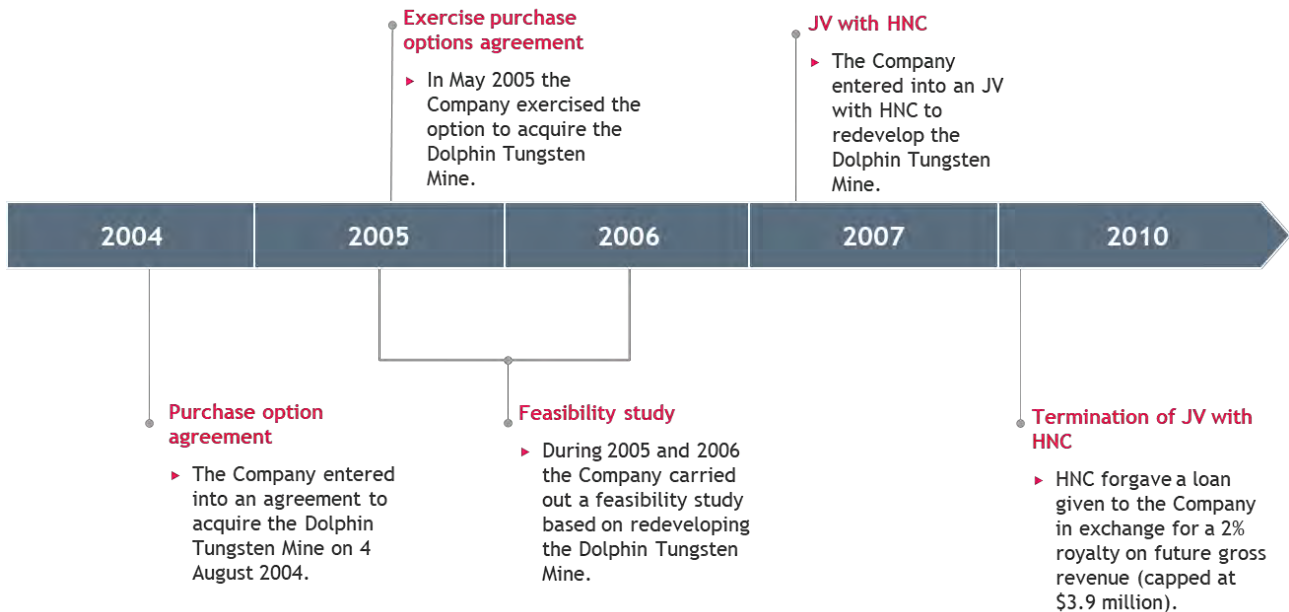 Exercise purchase
options agreement
► In May 2005 the
Company exercised the
option to acquire the
Dolphin Tungsten
Mine.
JV with HNC
► The Company
entered into an JV
with HNC to
redevelop the
Dolphin Tungsten
Mine.
2004
2005
2006
2007
2010
Purchase option
agreement
► The Company entered
into an agreement to
acquire the Dolphin
Tungsten Mine on 4
August 2004.
Feasibility study
► During 2005 and 2006
the Company carried
out a feasibility study
based on redeveloping
the Dolphin Tungsten
Mine.
Termination of JV with
HNC
► HNC forgave a loan
given to the Company
in exchange for a 2%
royalty on future gross
revenue (capped at
$3.9 million).